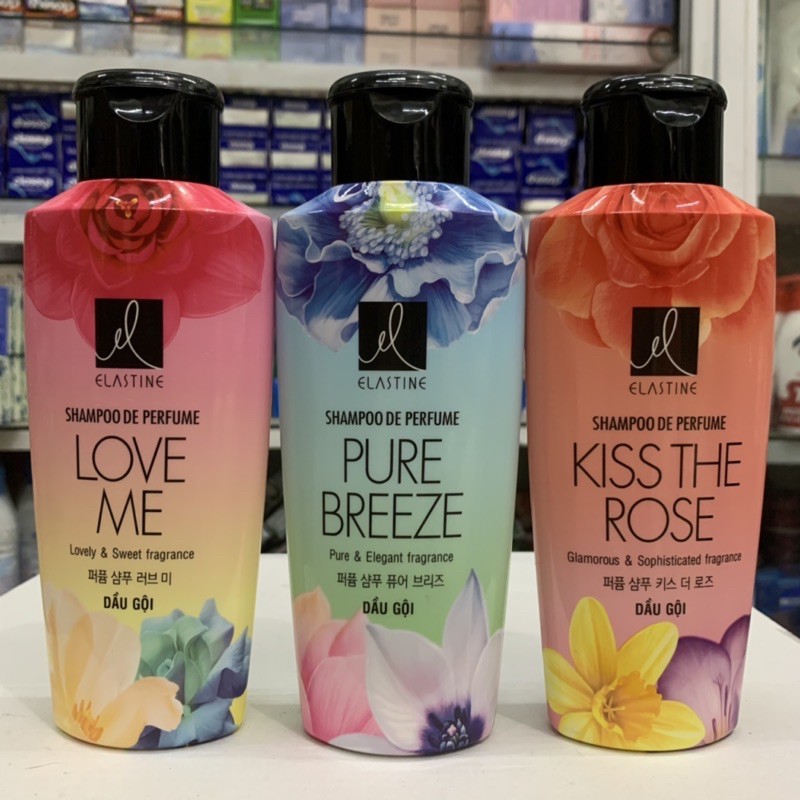 el
ELASTINE
SHAMPOO DE PERFUME
LOVE
ME
Lovely & Sweet fragrance
퍼퓸 샴푸 러브 미
DẦU GỘI
el
ELASTINE
SHAMPOO DE PERFUME
PURE
BREEZE
Pure & Elegant fragrance
퍼퓸 샴푸 퓨어 브리즈
DẦU GỘI
el
ELASTINE
SHAMPOO DE PERFUME
KISS THE
ROSE
Glamorous & Sophisticated fragrance
퍼퓸 샴푸 키스 더 로즈
DẦU GỘI